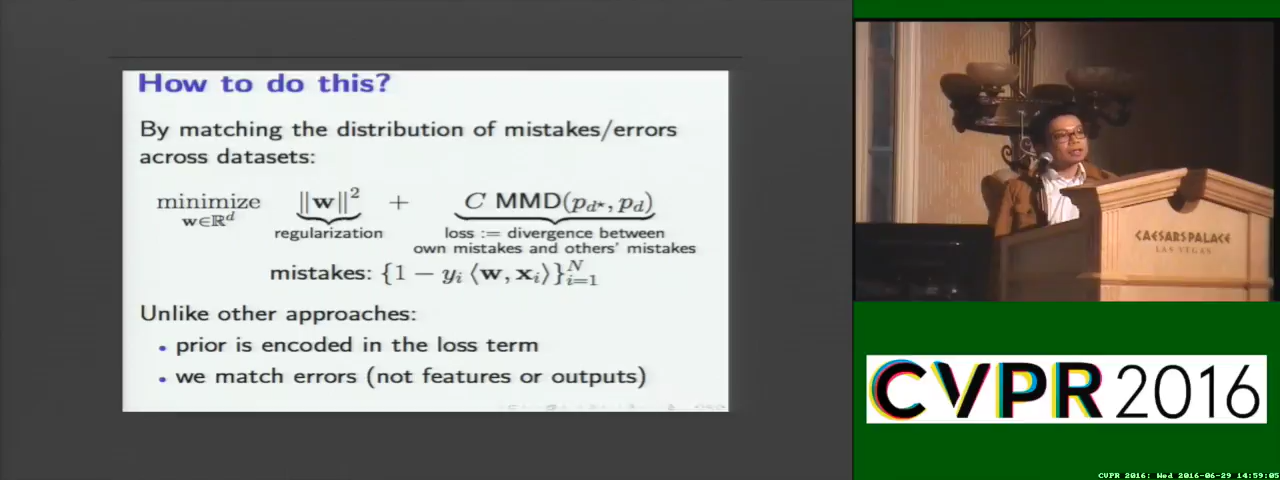 How to do this?
By matching the distribution of mistakes/errors
across datasets:
minimize ‖w‖² + C MMD(p_{d⋆}, p_d)
w∈ℝ^d
regularization
loss := divergence between
own mistakes and others' mistakes
mistakes: {1 − y_i ⟨w, x_i⟩}_{i=1}^N
Unlike other approaches:
• prior is encoded in the loss term
• we match errors (not features or outputs)
CAESARS PALACE
LAS VEGAS
CVPR 2016
CVPR 2016: Wed 2016-06-29 14:59:05